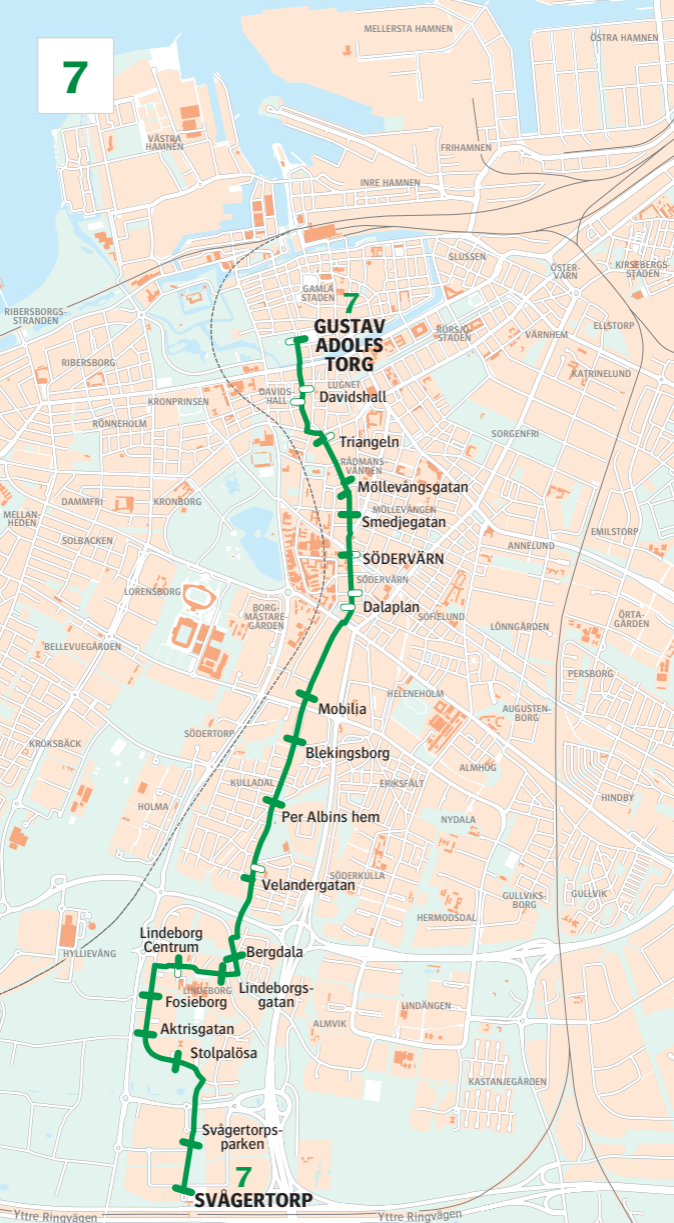 7
MELLERSTA HAMNEN
ÖSTRA HAMNEN
VÄSTRA
HAMNEN
FRIHAMNEN
INRE HAMNEN
SLUSSEN
ÖSTER-
VÄRN
KIRSEBERGS-
STADEN
GAMLA
STADEN
7
GUSTAV
ADOLFS
TORG
RIBERSBORGS-
STRANDEN
RÖRSJÖ-
STADEN
VÄRNHEM
ELLSTORP
RIBERSBORG
KATRINELUND
LUGNET
DAVIDS-
HALL
Davidshall
KRONPRINSEN
RÖNNEHOLM
Triangeln
SORGENFRI
RÅDMANS-
VÅNGEN
Möllevångsgatan
DAMMFRI
KRONBORG
MÖLLEVÅNGEN
MELLAN-
HEDEN
Smedjegatan
SOLBACKEN
EMILSTORP
ANNELUND
SÖDERVÄRN
SÖDERVÄRN
LORENSBORG
BORG-
MÄSTARE-
GÅRDEN
Dalaplan
SOFIELUND
LÖNNGÅRDEN
ÖRTA-
GÅRDEN
BELLEVUEGÅRDEN
PERSBORG
HELENEHOLM
Mobilia
AUGUSTEN-
BORG
SÖDERTORP
KROKSBÄCK
Blekingsborg
ALMHÖG
KULLADAL
ERIKSFÄLT
HINDBY
HOLMA
Per Albins hem
NYDALA
SÖDERKULLA
Velandergatan
GULLVIKS-
BORG
GULLVIK
HERMODSDAL
Lindeborg
Centrum
HYLLIEVÅNG
Bergdala
LINDEBORG
Lindeborgs-
gatan
Fosieborg
LINDÄNGEN
ALMVIK
Aktrisgatan
Stolpalösa
KASTANJEGÅRDEN
Svågertorps-
parken
7
SVÅGERTORP
Yttre Ringvägen
Yttre Ringvägen